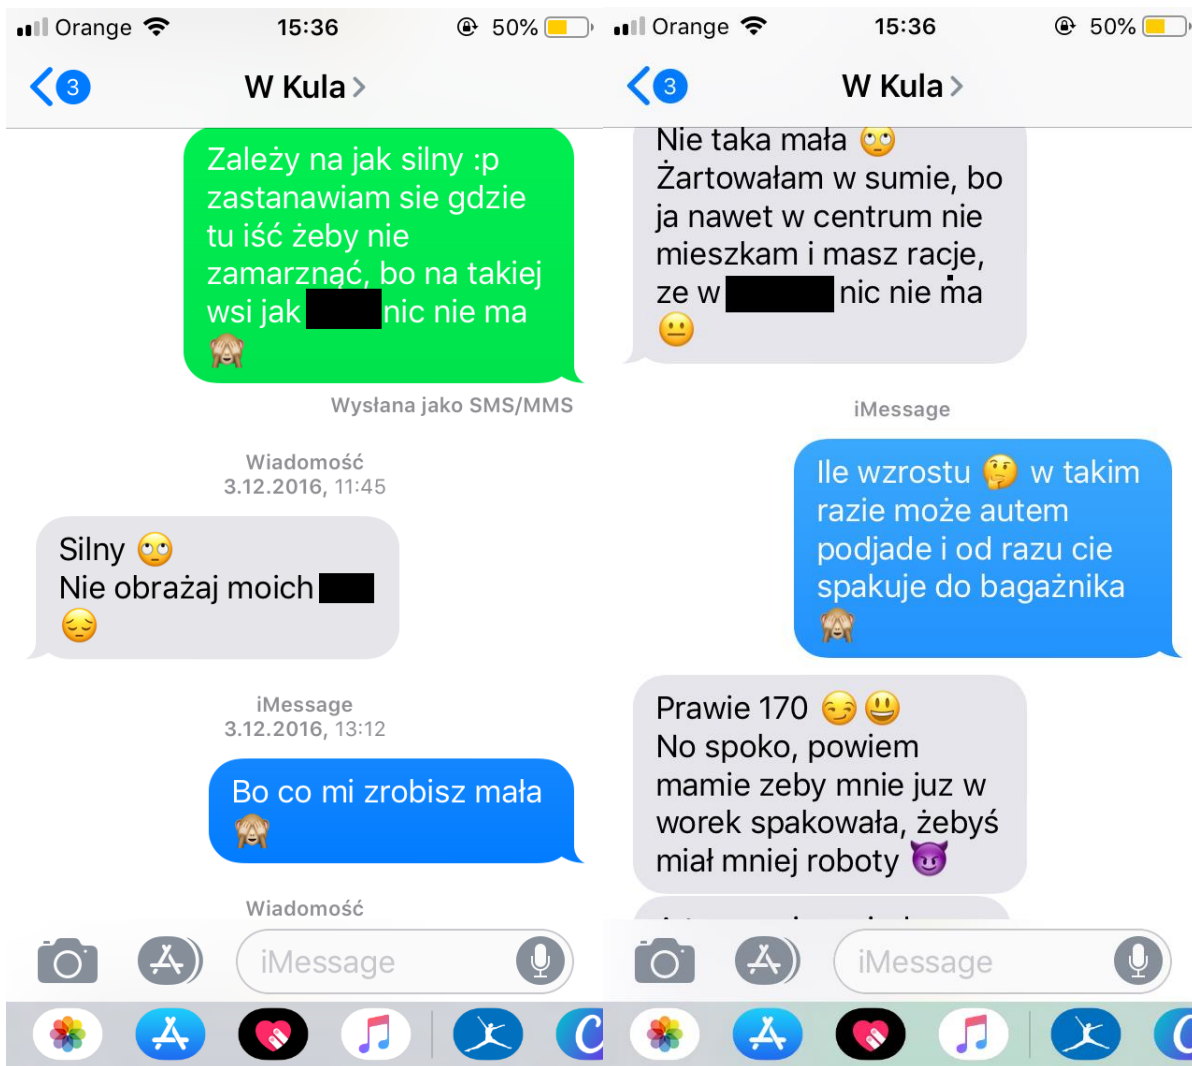 Orange 15:36 50%
3 W Kula
Zależy na jak silny :p
zastanawiam sie gdzie
tu iść żeby nie
zamarznąć, bo na takiej
wsi jak nic nie ma
🙈
Wysłana jako SMS/MMS
Wiadomość
3.12.2016, 11:45
Silny 🙄
Nie obrażaj moich
😔
iMessage
3.12.2016, 13:12
Bo co mi zrobisz mała
🙈
Wiadomość
iMessage
Orange 15:36 50%
3 W Kula
Nie taka mała 🙄
Żartowałam w sumie, bo
ja nawet w centrum nie
mieszkam i masz racje,
ze w nic nie ma
😐
iMessage
Ile wzrostu 🤔 w takim
razie może autem
podjade i od razu cie
spakuje do bagażnika
🙈
Prawie 170 😏😃
No spoko, powiem
mamie zeby mnie juz w
worek spakowała, żebyś
miał mniej roboty 😈
iMessage